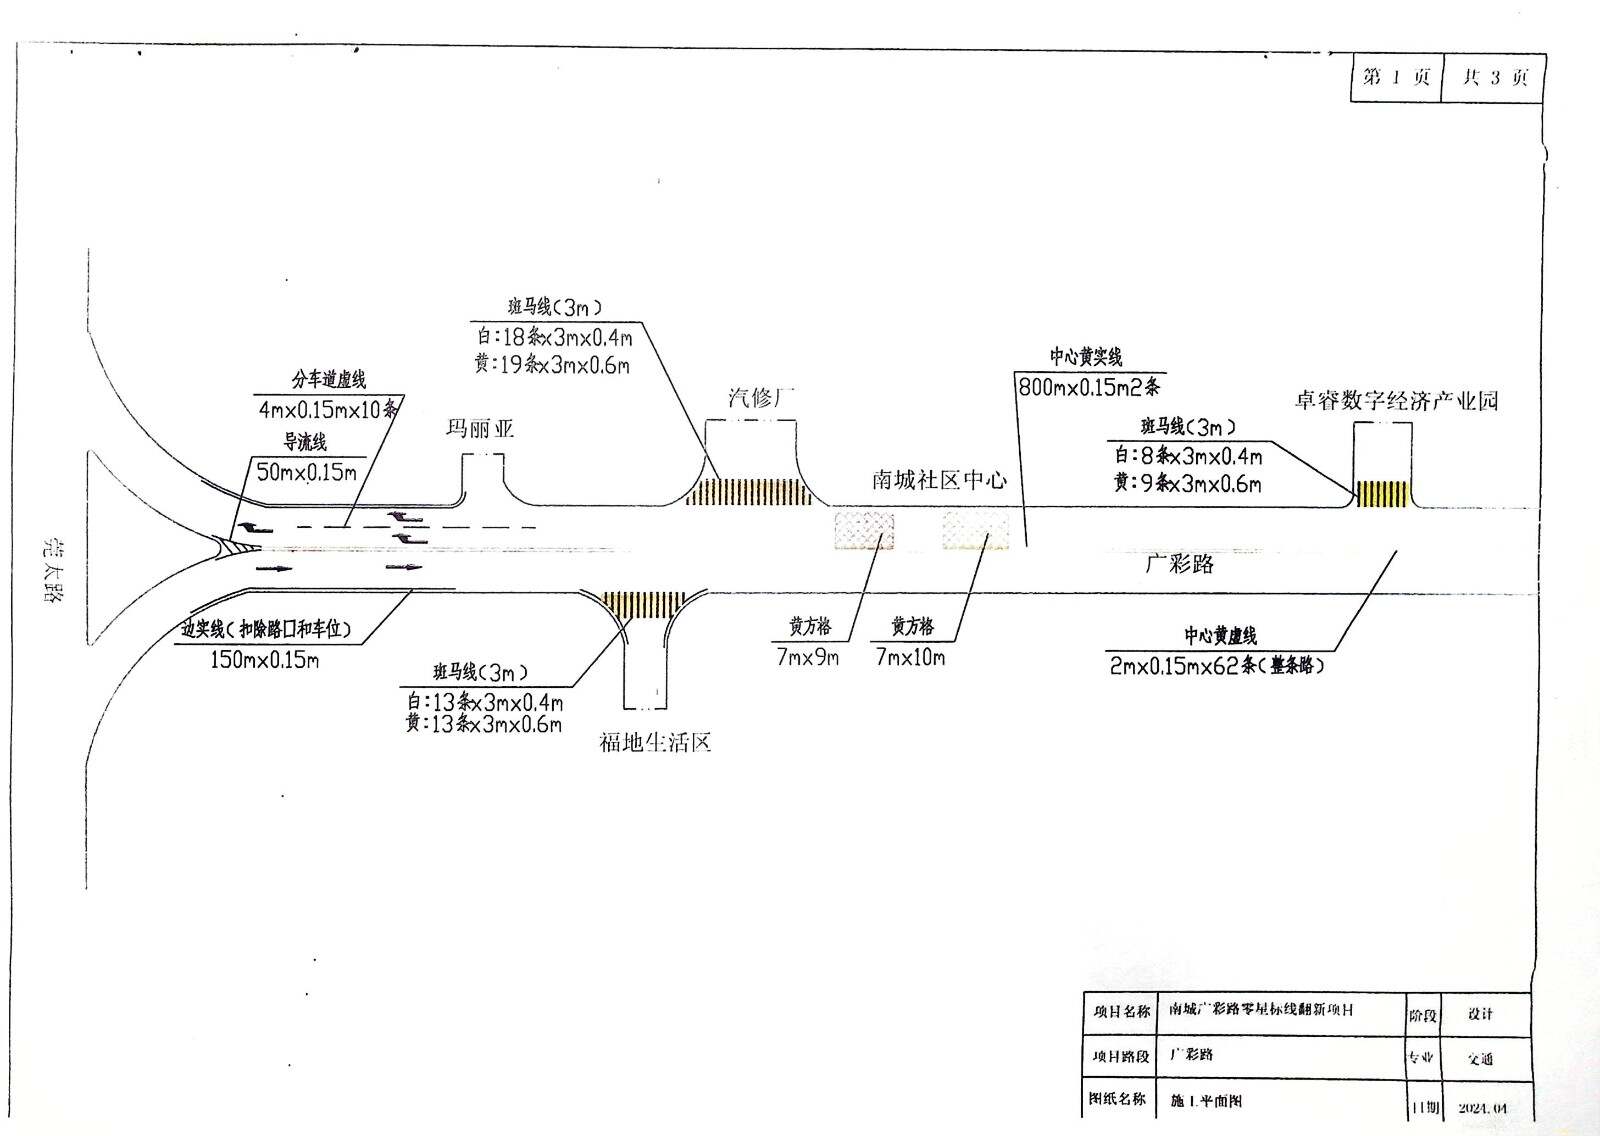 第 1 页 共 3 页
班马线(3m)
白:18条x3mx0.4m
黄:19条x3mx0.6m
分车道虚线
4mx0.15mx10条
导流线
50mx0.15m
玛丽亚
汽修厂
中心黄实线
800mx0.15m2条
南城社区中心
卓睿数字经济产业园
班马线(3m)
白:8条x3mx0.4m
黄:9条x3mx0.6m
莞太路
广彩路
边实线(扣除路口和车位)
150mx0.15m
班马线(3m)
白:13条x3mx0.4m
黄:13条x3mx0.6m
福地生活区
黄方格
7mx9m
黄方格
7mx10m
中心黄虚线
2mx0.15mx62条(整条路)
项目名称 南城广彩路零星标线翻新项目 阶段 设计
项目路段 广彩路 专业 交通
图纸名称 施工平面图 日期 2024.04